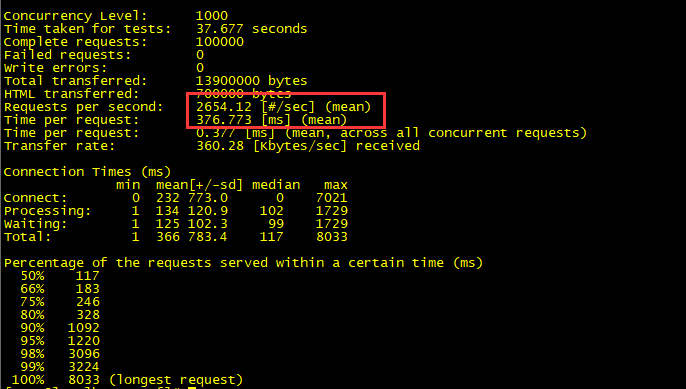 Concurrency Level:      1000
Time taken for tests:   37.677 seconds
Complete requests:      100000
Failed requests:        0
Write errors:           0
Total transferred:      13900000 bytes
HTML transferred:       700000 bytes
Requests per second:    2654.12 [#/sec] (mean)
Time per request:       376.773 [ms] (mean)
Time per request:       0.377 [ms] (mean, across all concurrent requests)
Transfer rate:          360.28 [Kbytes/sec] received
Connection Times (ms)
              min  mean[+/-sd] median   max
Connect:        0  232 773.0      0    7021
Processing:     1  134 120.9    102    1729
Waiting:        1  125 102.3     99    1729
Total:          1  366 783.4    117    8033
Percentage of the requests served within a certain time (ms)
  50%    117
  66%    183
  75%    246
  80%    328
  90%   1092
  95%   1220
  98%   3096
  99%   3224
 100%   8033 (longest request)